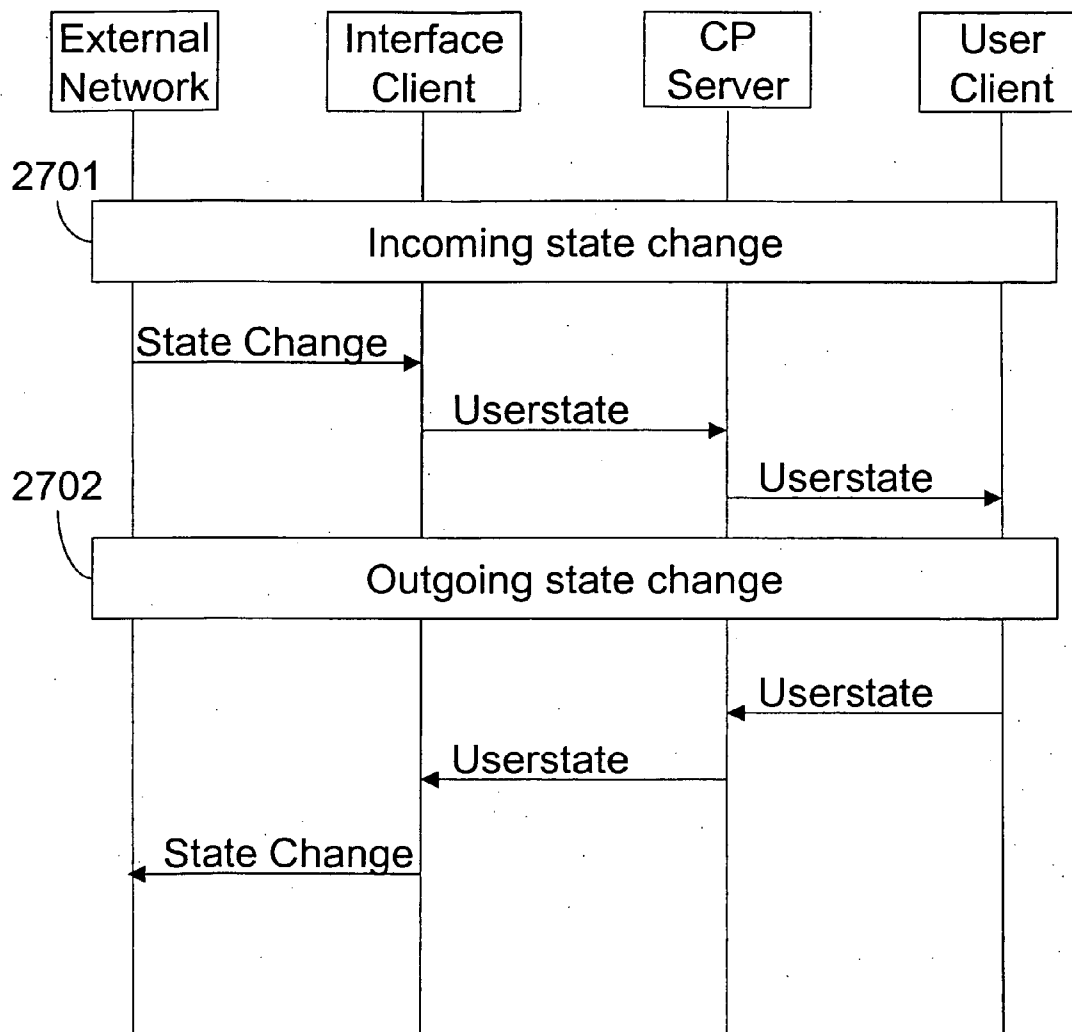 External
Network
Interface
Client
CP
Server
User
Client
2701
Incoming state change
State Change
Userstate
Userstate
2702
Outgoing state change
Userstate
Userstate
State Change